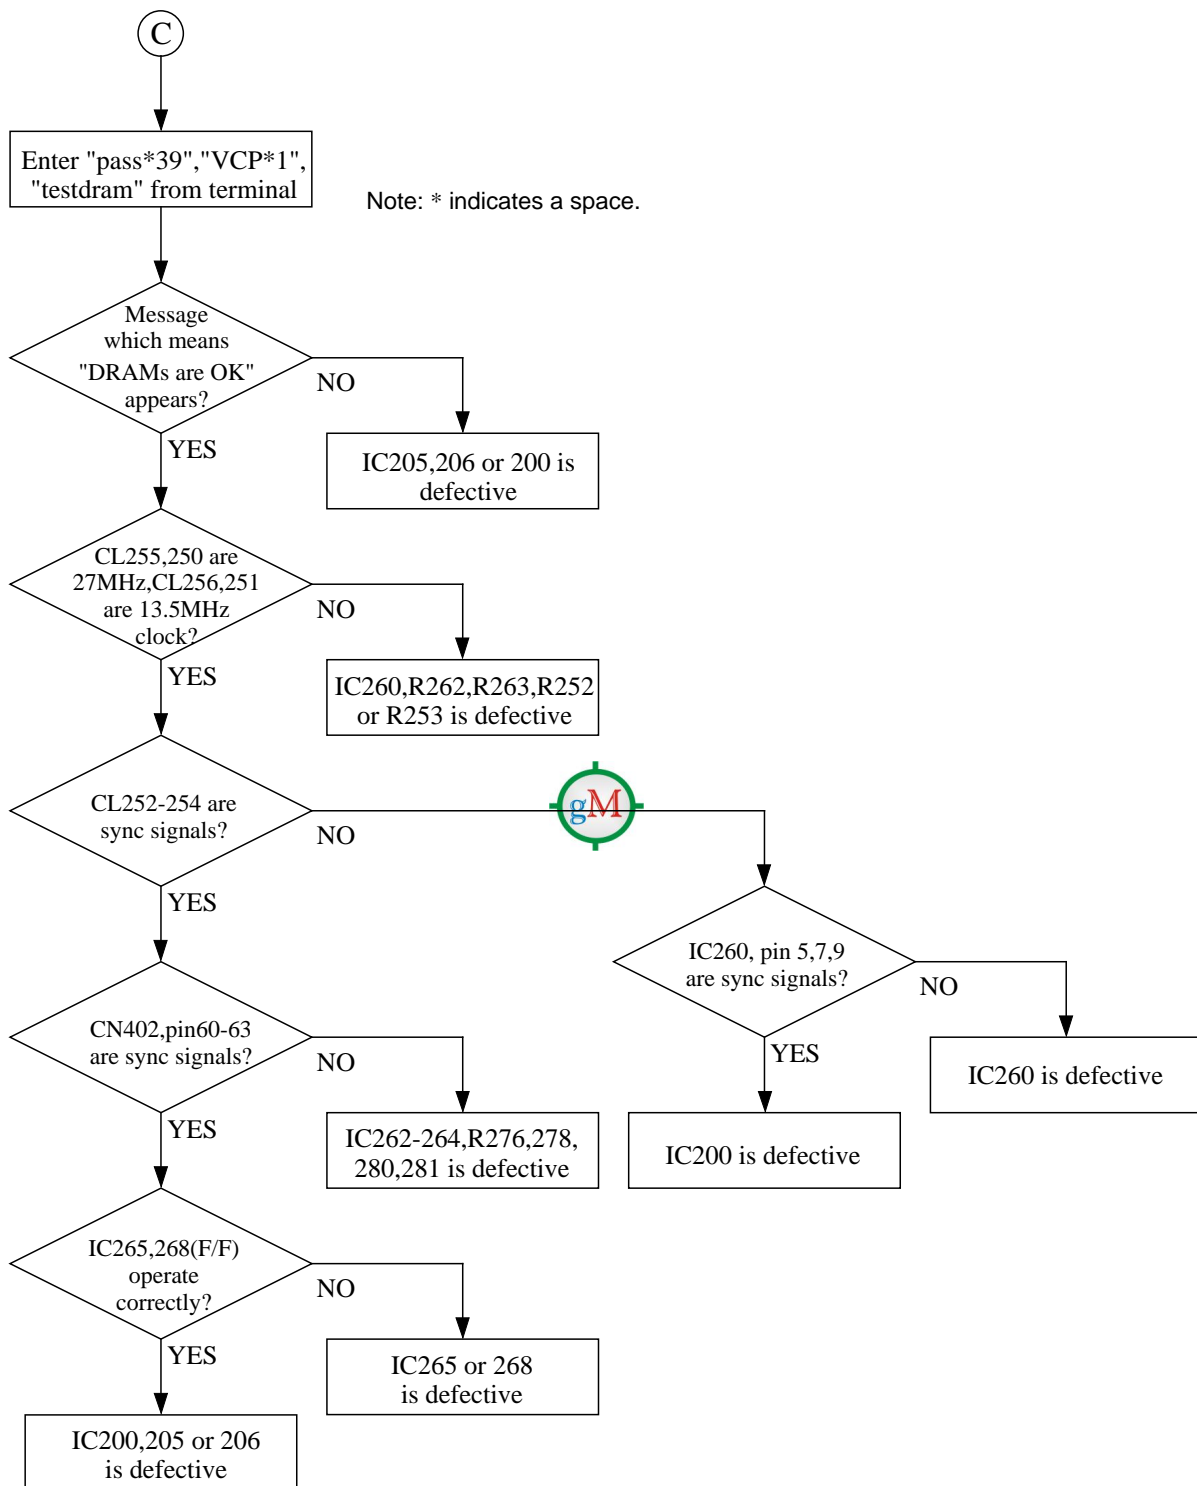 C
Enter "pass*39","VCP*1",
"testdram" from terminal
Note: * indicates a space.
Message
which means
"DRAMs are OK"
appears?
NO
YES
IC205,206 or 200 is
defective
CL255,250 are
27MHz,CL256,251
are 13.5MHz
clock?
NO
YES
IC260,R262,R263,R252
or R253 is defective
CL252-254 are
sync signals?
NO
gM
YES
IC260, pin 5,7,9
are sync signals?
NO
YES
IC260 is defective
IC200 is defective
CN402,pin60-63
are sync signals?
NO
YES
IC262-264,R276,278,
280,281 is defective
IC265,268(F/F)
operate
correctly?
NO
YES
IC265 or 268
is defective
IC200,205 or 206
is defective